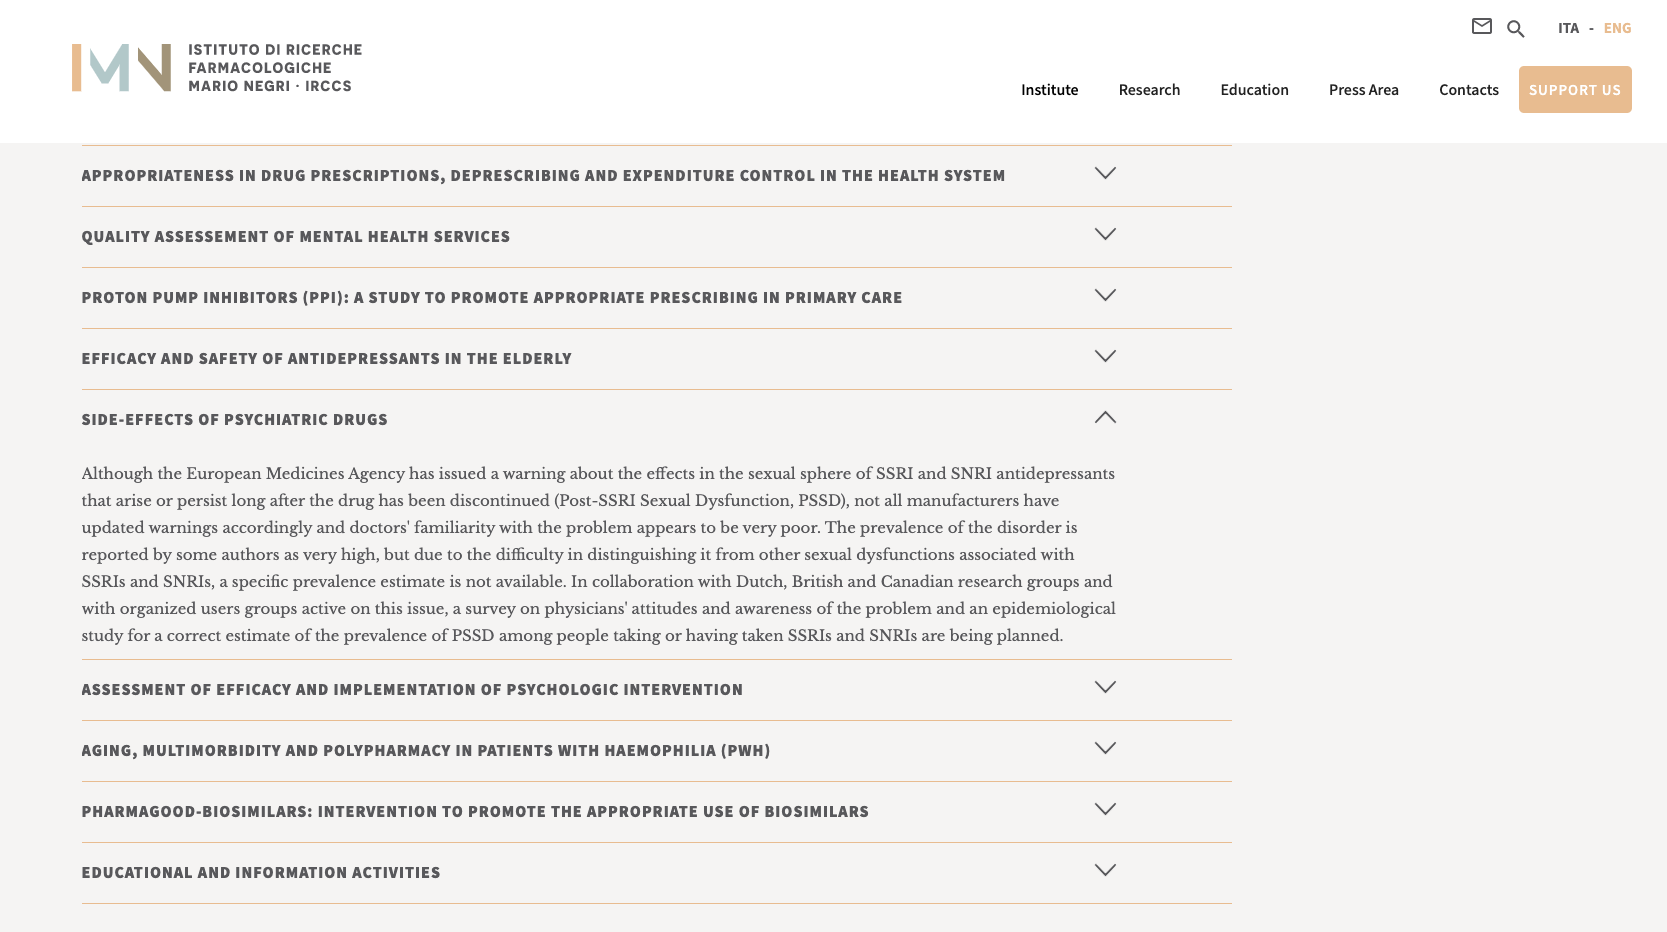 ITA - ENG
ISTITUTO DI RICERCHE
FARMACOLOGICHE
MARIO NEGRI · IRCCS
IMN
Institute Research Education Press Area Contacts SUPPORT US
APPROPRIATENESS IN DRUG PRESCRIPTIONS, DEPRESCRIBING AND EXPENDITURE CONTROL IN THE HEALTH SYSTEM
QUALITY ASSESSEMENT OF MENTAL HEALTH SERVICES
PROTON PUMP INHIBITORS (PPI): A STUDY TO PROMOTE APPROPRIATE PRESCRIBING IN PRIMARY CARE
EFFICACY AND SAFETY OF ANTIDEPRESSANTS IN THE ELDERLY
SIDE-EFFECTS OF PSYCHIATRIC DRUGS
Although the European Medicines Agency has issued a warning about the effects in the sexual sphere of SSRI and SNRI antidepressants
that arise or persist long after the drug has been discontinued (Post-SSRI Sexual Dysfunction, PSSD), not all manufacturers have
updated warnings accordingly and doctors' familiarity with the problem appears to be very poor. The prevalence of the disorder is
reported by some authors as very high, but due to the difficulty in distinguishing it from other sexual dysfunctions associated with
SSRIs and SNRIs, a specific prevalence estimate is not available. In collaboration with Dutch, British and Canadian research groups and
with organized users groups active on this issue, a survey on physicians' attitudes and awareness of the problem and an epidemiological
study for a correct estimate of the prevalence of PSSD among people taking or having taken SSRIs and SNRIs are being planned.
ASSESSMENT OF EFFICACY AND IMPLEMENTATION OF PSYCHOLOGIC INTERVENTION
AGING, MULTIMORBIDITY AND POLYPHARMACY IN PATIENTS WITH HAEMOPHILIA (PWH)
PHARMAGOOD-BIOSIMILARS: INTERVENTION TO PROMOTE THE APPROPRIATE USE OF BIOSIMILARS
EDUCATIONAL AND INFORMATION ACTIVITIES